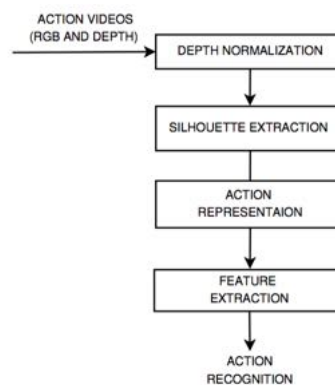 ACTION VIDEOS
(RGB AND DEPTH)
DEPTH NORMALIZATION
SILHOUETTE EXTRACTION
ACTION
REPRESENTAION
FEATURE
EXTRACTION
ACTION
RECOGNITION